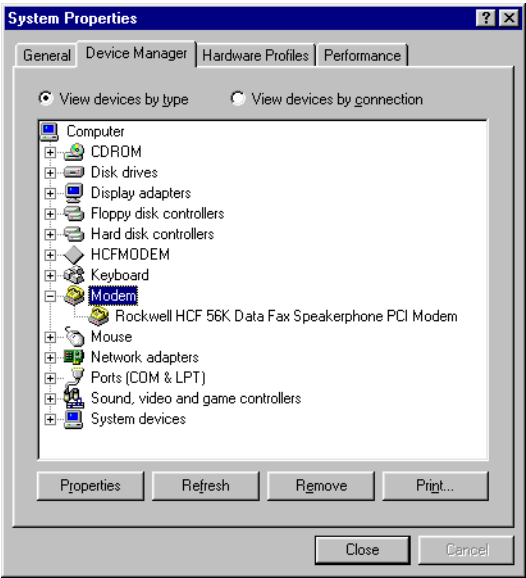 System Properties
General Device Manager Hardware Profiles Performance
View devices by type View devices by connection
Computer
CDROM
Disk drives
Display adapters
Floppy disk controllers
Hard disk controllers
HCFMODEM
Keyboard
Modem
Rockwell HCF 56K Data Fax Speakerphone PCI Modem
Mouse
Network adapters
Ports (COM & LPT)
Sound, video and game controllers
System devices
Properties Refresh Remove Print...
Close Cancel